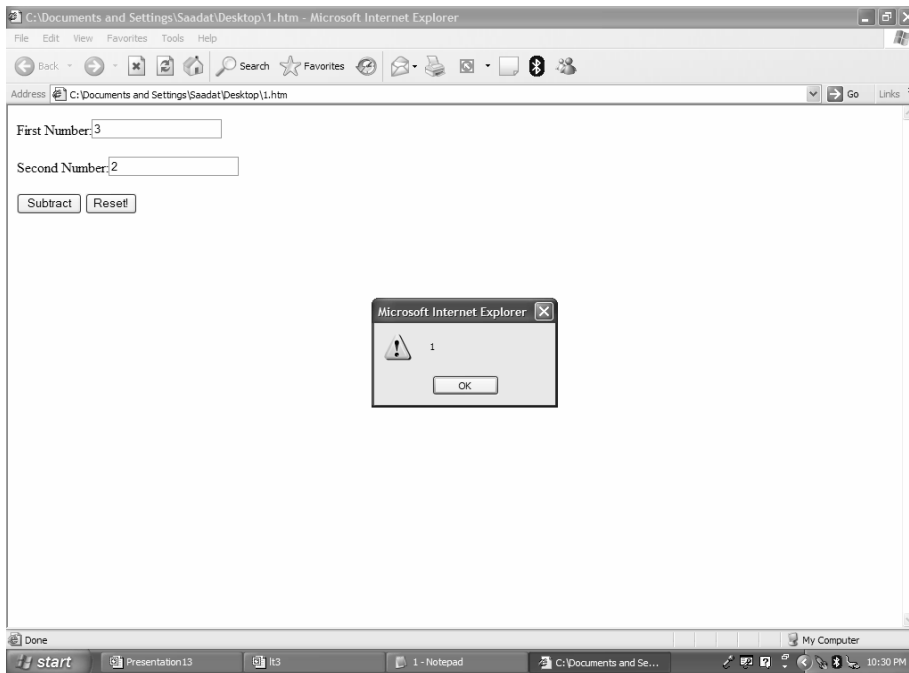 C:\Documents and Settings\Saadat\Desktop\1.htm - Microsoft Internet Explorer
File Edit View Favorites Tools Help
Back Search Favorites
Address C:\Documents and Settings\Saadat\Desktop\1.htm Go Links
First Number:3
Second Number:2
Subtract Reset!
Microsoft Internet Explorer
1
OK
Done My Computer
start Presentation13 lt3 1 - Notepad C:\Documents and Se... 10:30 PM